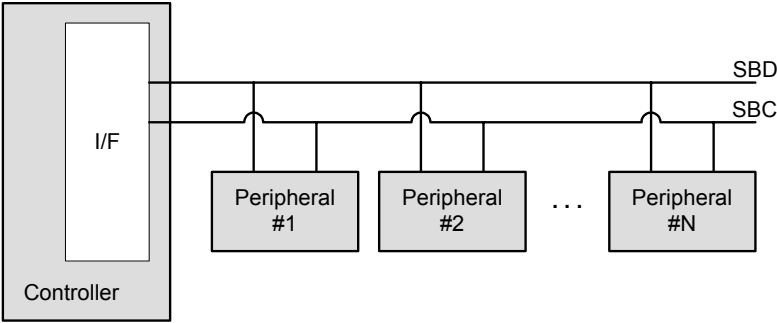 SBD
SBC
I/F
Peripheral
#1
Peripheral
#2
. . .
Peripheral
#N
Controller